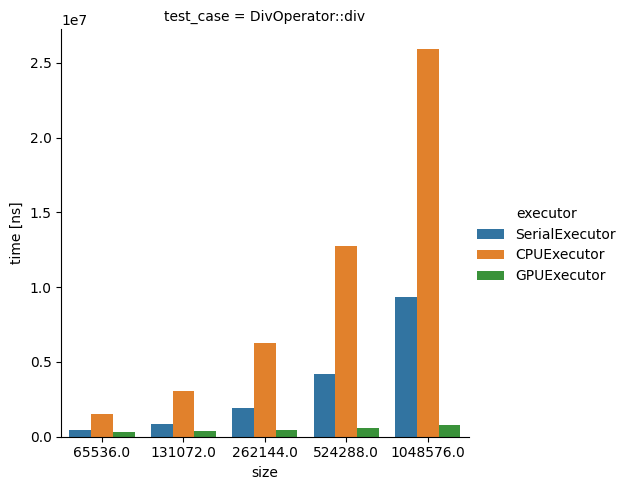 1e7
test_case = DivOperator::div
2.5
2.0
1.5
1.0
0.5
0.0
time [ns]
65536.0 131072.0 262144.0 524288.0 1048576.0
size
executor
SerialExecutor
CPUExecutor
GPUExecutor